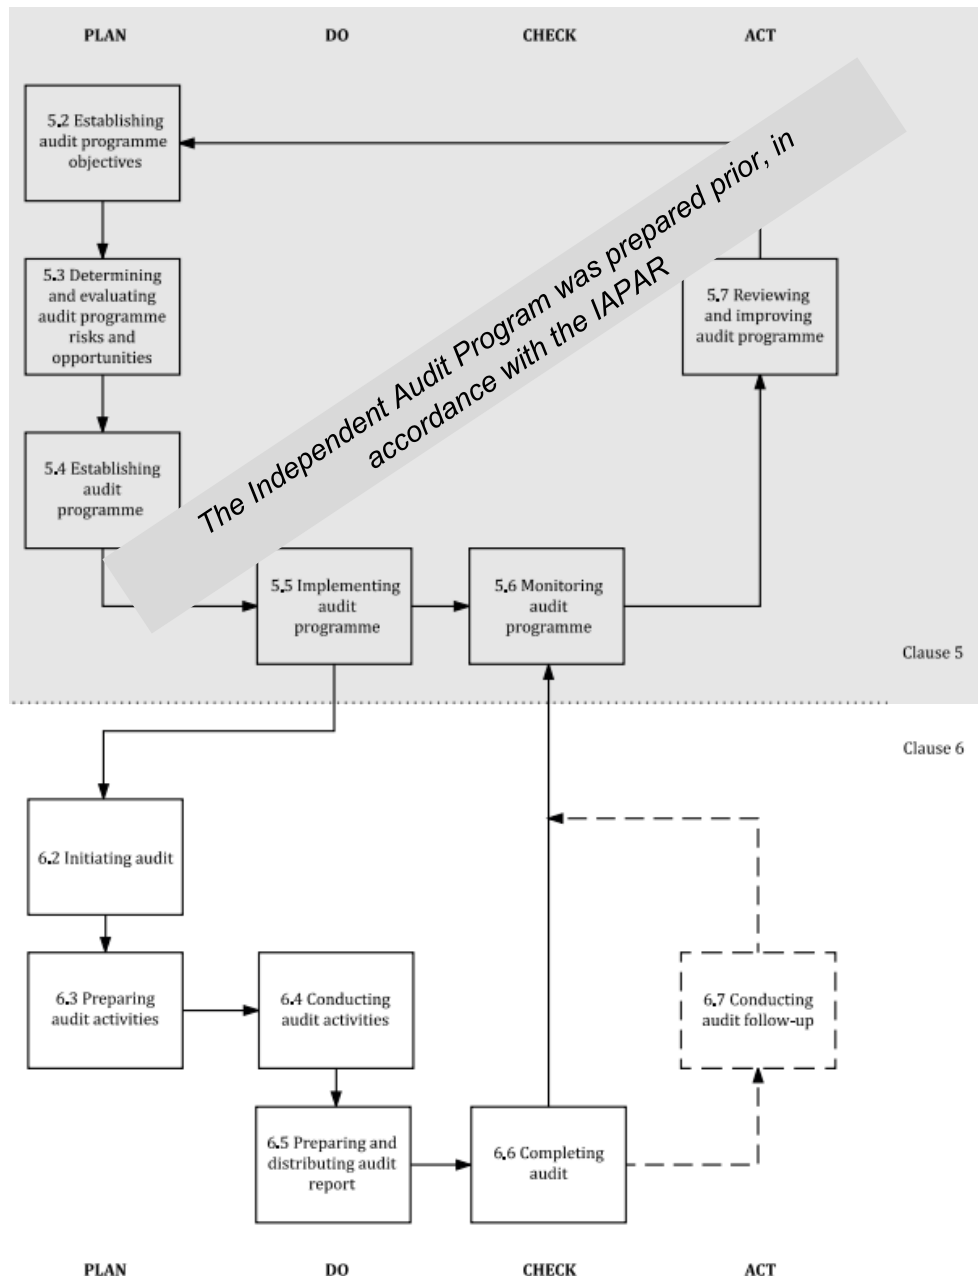 PLAN DO CHECK ACT
5.2 Establishing
audit programme
objectives
The Independent Audit Program was prepared prior, in
accordance with the IAPAR
5.3 Determining
and evaluating
audit programme
risks and
opportunities
5.7 Reviewing
and improving
audit programme
5.4 Establishing
audit
programme
5.5 Implementing
audit
programme
5.6 Monitoring
audit
programme
Clause 5
Clause 6
6.2 Initiating audit
6.3 Preparing
audit activities
6.4 Conducting
audit activities
6.7 Conducting
audit follow-up
6.5 Preparing and
distributing audit
report
6.6 Completing
audit
PLAN DO CHECK ACT